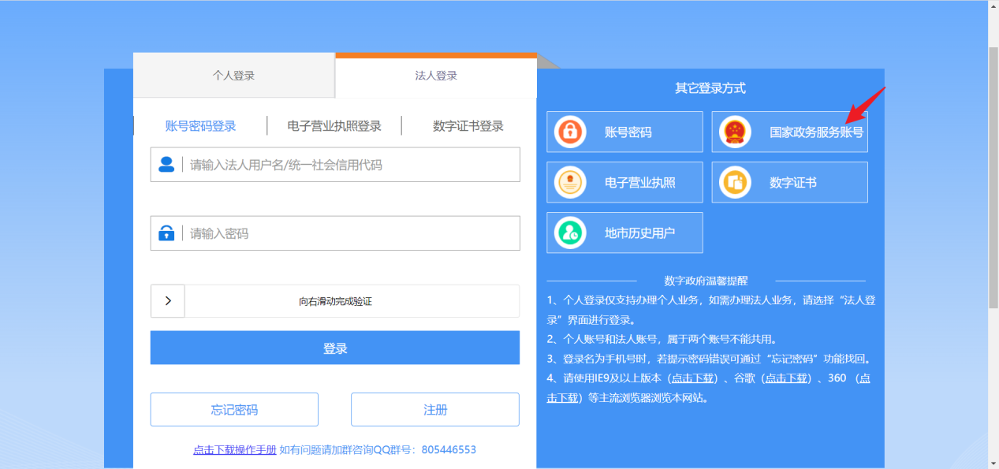 个人登录
法人登录
账号密码登录
电子营业执照登录
数字证书登录
请输入法人用户名/统一社会信用代码
请输入密码
向右滑动完成验证
登录
忘记密码
注册
点击下载操作手册 如有问题请加群咨询QQ群号：805446553
其它登录方式
账号密码
国家政务服务账号
电子营业执照
数字证书
地市历史用户
数字政府温馨提醒
1、个人登录仅支持办理个人业务，如需办理法人业务，请选择“法人登
录”界面进行登录。
2、个人账号和法人账号，属于两个账号不能共用。
3、登录名为手机号时，若提示密码错误可通过“忘记密码”功能找回。
4、请使用IE9及以上版本（点击下载）、谷歌（点击下载）、360 （点
击下载）等主流浏览器浏览本网站。